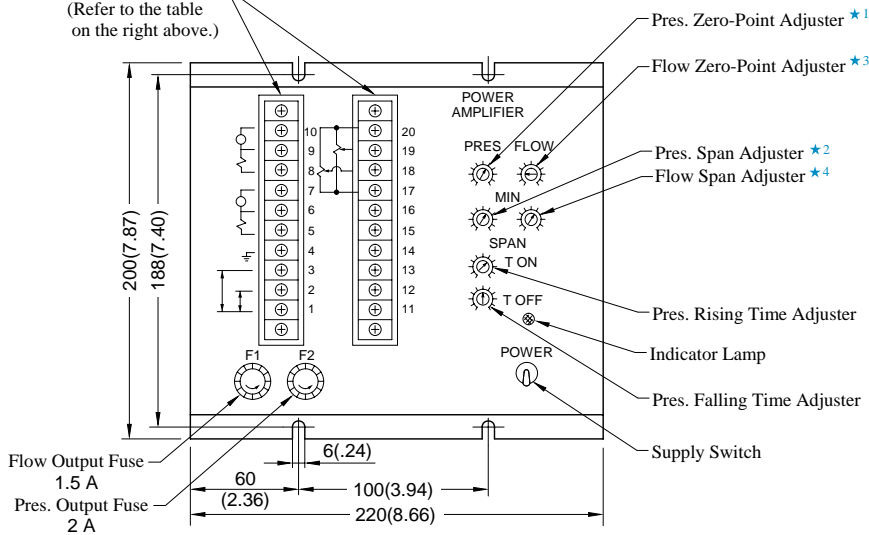 (Refer to the table
on the right above.)
Pres. Zero-Point Adjuster ★1
Flow Zero-Point Adjuster ★3
Pres. Span Adjuster ★2
Flow Span Adjuster ★4
Pres. Rising Time Adjuster
Indicator Lamp
Pres. Falling Time Adjuster
Supply Switch
POWER
AMPLIFIER
PRES FLOW
MIN
SPAN
T ON
T OFF
POWER
10
9
8
7
6
5
4
3
2
1
20
19
18
17
16
15
14
13
12
11
F1 F2
200(7.87)
188(7.40)
Flow Output Fuse
1.5 A
Pres. Output Fuse
2 A
6(.24)
60
(2.36)
100(3.94)
220(8.66)